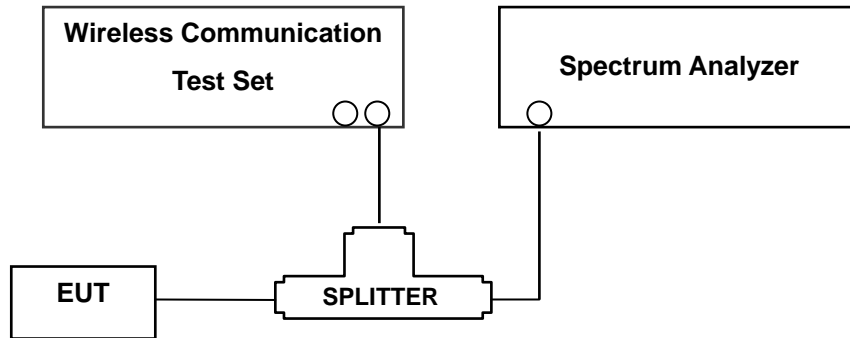 Wireless Communication
Test Set
Spectrum Analyzer
EUT
SPLITTER